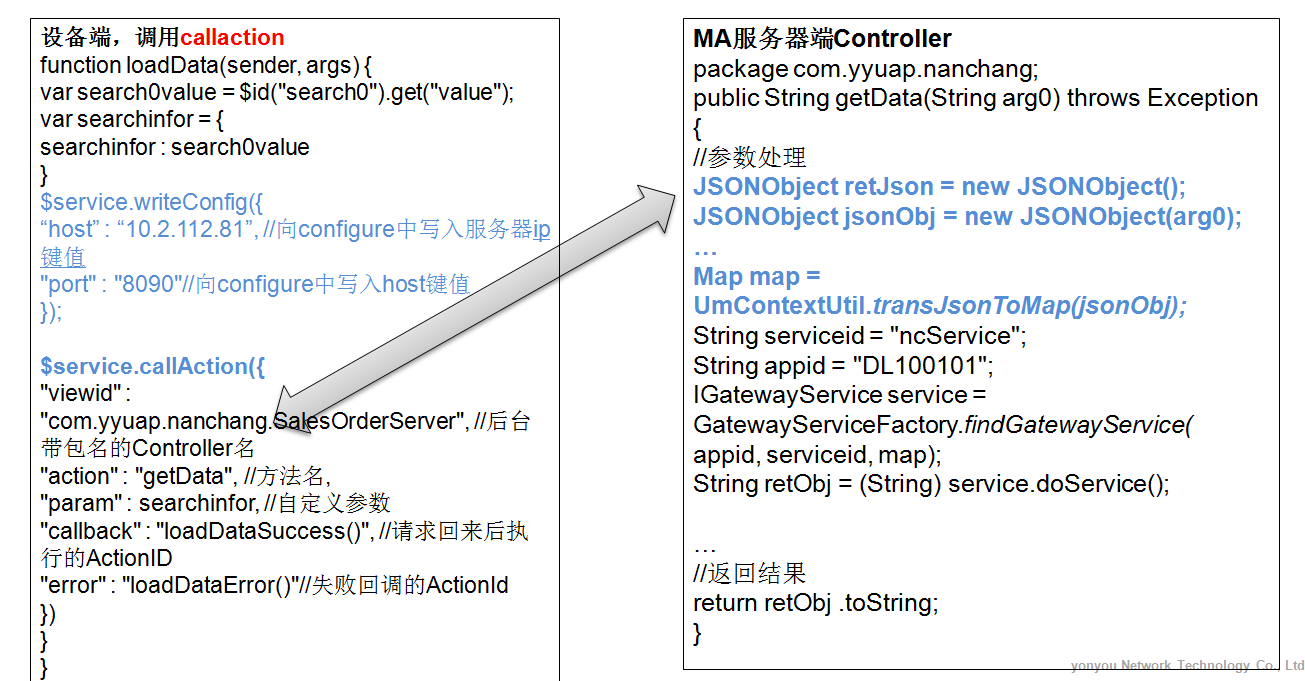 设备端，调用callaction
function loadData(sender, args) {
var search0value = $id("search0").get("value");
var searchinfor = {
searchinfor : search0value
}
$service.writeConfig({
“host” : “10.2.112.81”, //向configure中写入服务器ip
键值
"port" : "8090"//向configure中写入host键值
});
$service.callAction({
"viewid" :
"com.yyuap.nanchang.SalesOrderServer", //后台
带包名的Controller名
"action" : "getData", //方法名,
"param" : searchinfor, //自定义参数
"callback" : "loadDataSuccess()", //请求回来后执
行的ActionID
"error" : "loadDataError()"//失败回调的ActionId
})
}
}
MA服务器端Controller
package com.yyuap.nanchang;
public String getData(String arg0) throws Exception
{
//参数处理
JSONObject retJson = new JSONObject();
JSONObject jsonObj = new JSONObject(arg0);
…
Map map =
UmContextUtil.transJsonToMap(jsonObj);
String serviceid = "ncService";
String appid = "DL100101";
IGatewayService service =
GatewayServiceFactory.findGatewayService(
appid, serviceid, map);
String retObj = (String) service.doService();
…
//返回结果
return retObj .toString;
}
yonyou Network Technology Co., Ltd